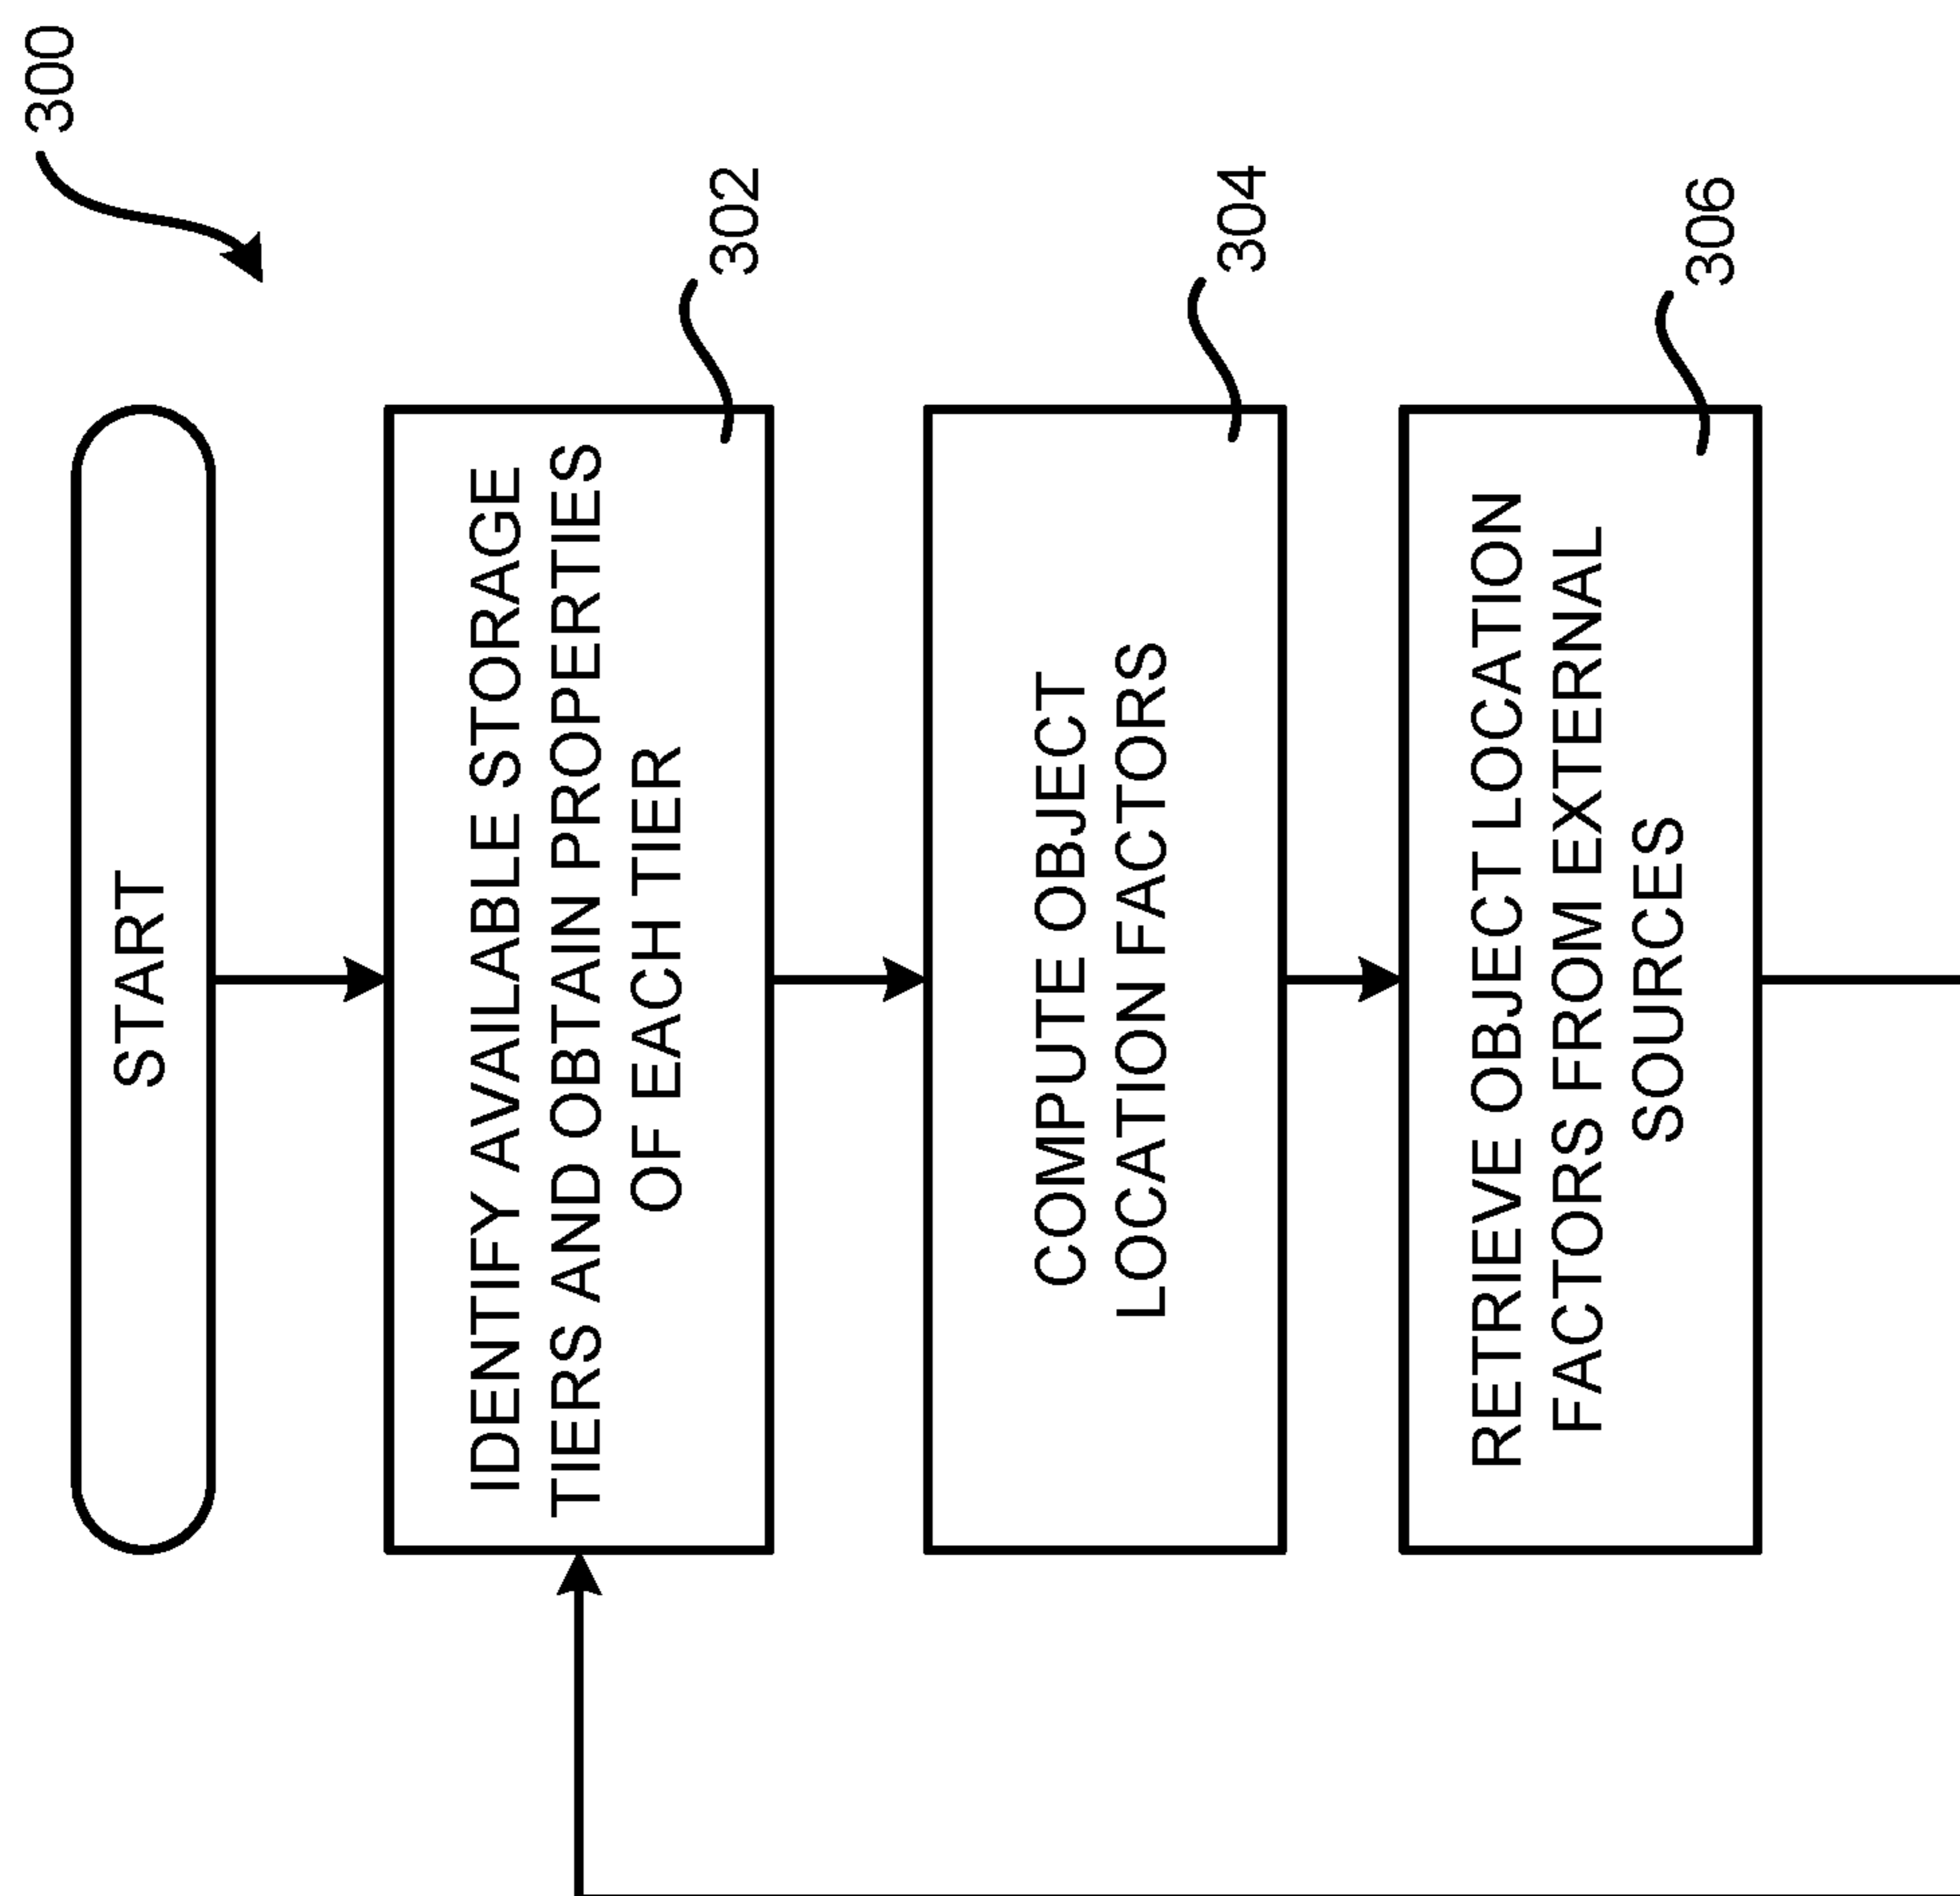 300
START
IDENTIFY AVAILABLE STORAGE
TIERS AND OBTAIN PROPERTIES
OF EACH TIER
302
COMPUTE OBJECT
LOCATION FACTORS
304
RETRIEVE OBJECT LOCATION
FACTORS FROM EXTERNAL
SOURCES
306